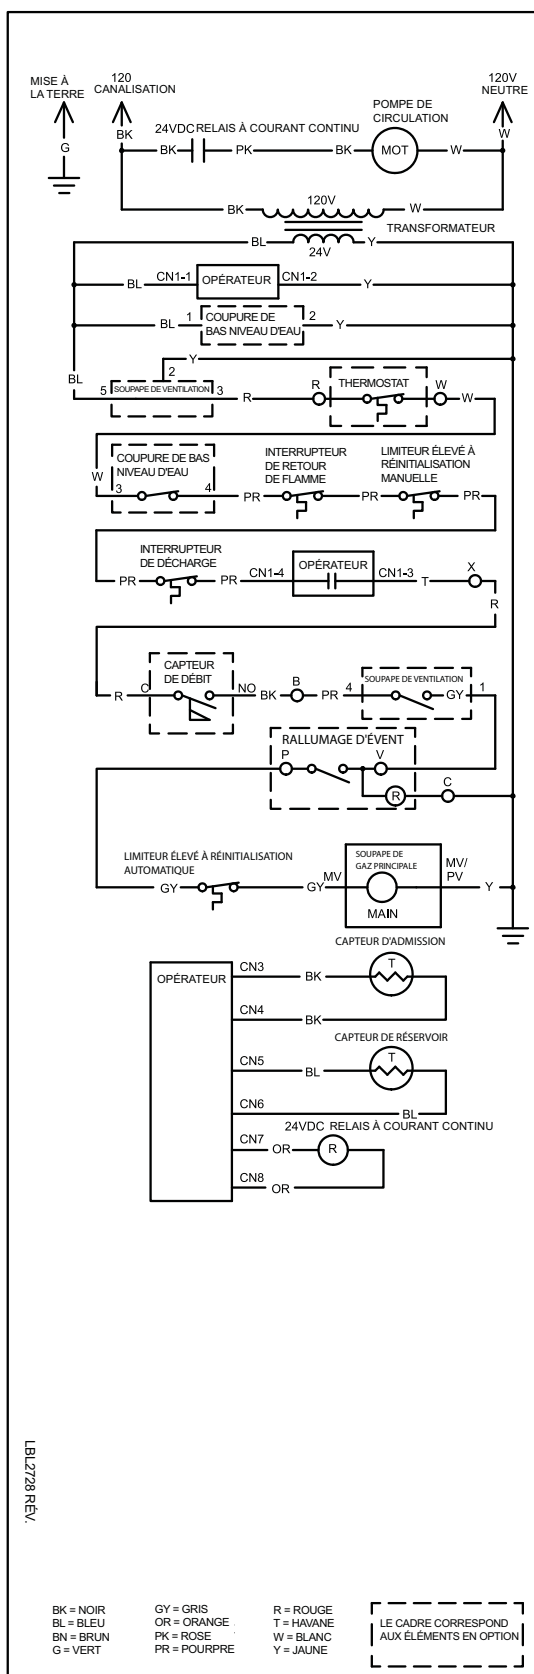 MISE À
LA TERRE
120
CANALISATION
120V
NEUTRE
POMPE DE
CIRCULATION
BK
W
24VDC RELAIS À COURANT CONTINU
G
BK
PK
BK
MOT
W
120V
BK
W
TRANSFORMATEUR
BL
Y
24V
CN1-1
OPÉRATEUR
CN1-2
BL
Y
BL
1
COUPURE DE
BAS NIVEAU D'EAU
2
Y
Y
2
BL
5
SOUPAPE DE VENTILATION
3
R
R
THERMOSTAT
W
W
COUPURE DE BAS
NIVEAU D'EAU
INTERRUPTEUR
DE RETOUR
DE FLAMME
LIMITEUR ÉLEVÉ À
RÉINITIALISATION
MANUELLE
W
3
4
PR
PR
PR
INTERRUPTEUR
DE DÉCHARGE
PR
PR
CN1-4
OPÉRATEUR
CN1-3
T
X
R
CAPTEUR
DE DÉBIT
SOUPAPE DE VENTILATION
R
C
NO
BK
B
PR
4
GY
1
RALLUMAGE D'ÉVENT
P
V
R
C
LIMITEUR ÉLEVÉ À RÉINITIALISATION
AUTOMATIQUE
GY
GY
MV
SOUPAPE DE
GAZ PRINCIPALE
MAIN
MV/
PV
Y
CAPTEUR D'ADMISSION
OPÉRATEUR
CN3
BK
T
CN4
BK
CAPTEUR DE RÉSERVOIR
CN5
BL
T
CN6
BL
24VDC RELAIS À COURANT CONTINU
CN7
OR
R
CN8
OR
LBL2728 RÉV.
BK = NOIR
BL = BLEU
BN = BRUN
G = VERT
GY = GRIS
OR = ORANGE
PK = ROSE
PR = POURPRE
R = ROUGE
T = HAVANE
W = BLANC
Y = JAUNE
LE CADRE CORRESPOND
AUX ÉLÉMENTS EN OPTION